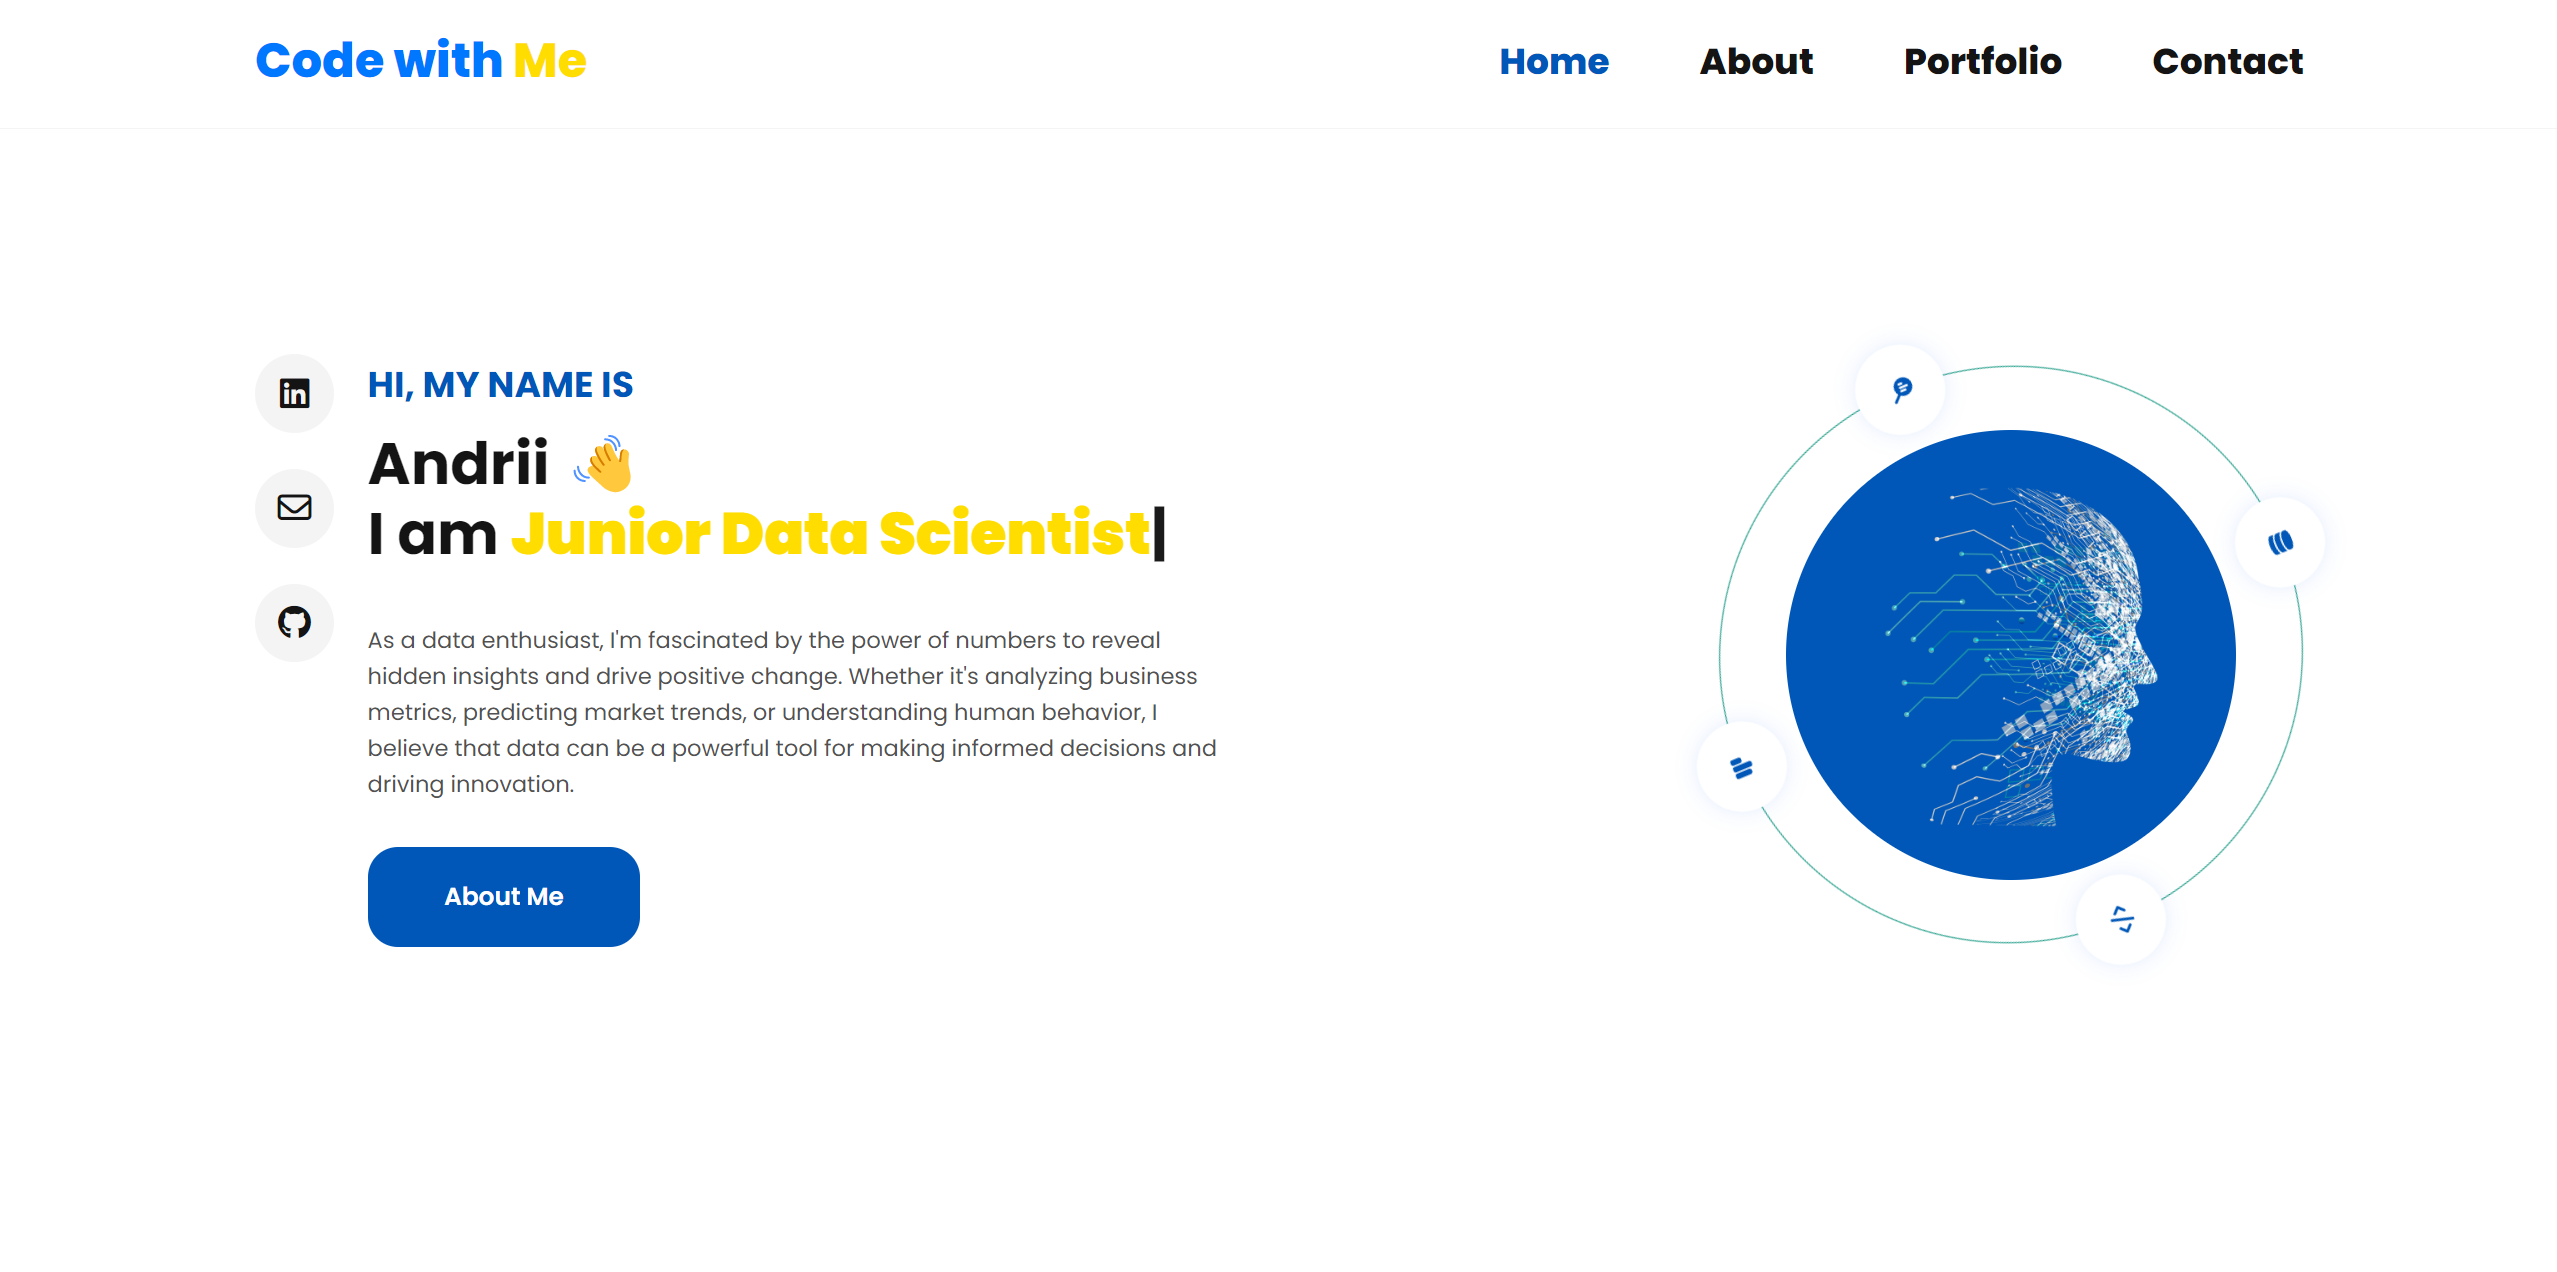 Code with Me
Home About Portfolio Contact
HI, MY NAME IS
Andrii 👋
I am Junior Data Scientist|
As a data enthusiast, I'm fascinated by the power of numbers to reveal
hidden insights and drive positive change. Whether it's analyzing business
metrics, predicting market trends, or understanding human behavior, I
believe that data can be a powerful tool for making informed decisions and
driving innovation.
About Me